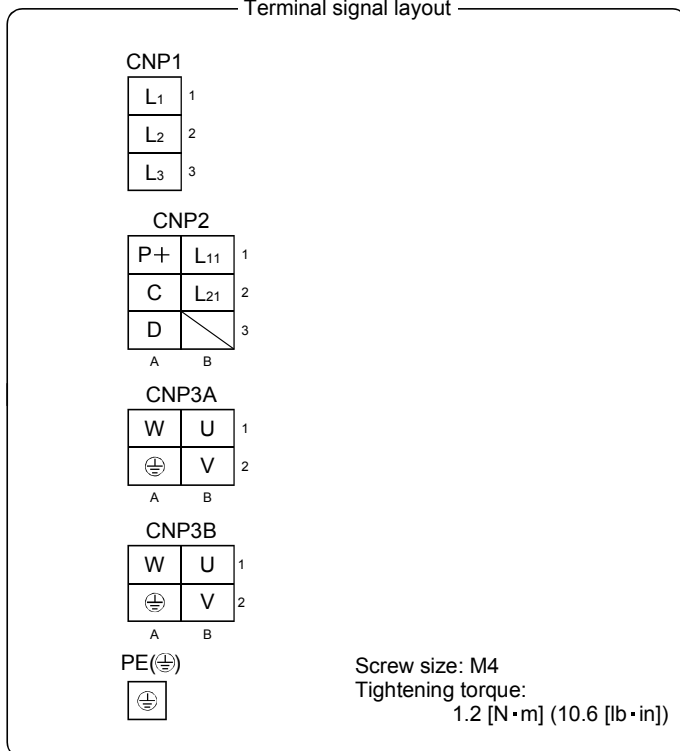 Terminal signal layout
CNP1
L1 1
L2 2
L3 3
CNP2
P+ L11 1
C L21 2
D 3
A B
CNP3A
W U 1
⏚ V 2
A B
CNP3B
W U 1
⏚ V 2
A B
PE(⏚)
⏚
Screw size: M4
Tightening torque:
1.2 [N·m] (10.6 [lb·in])